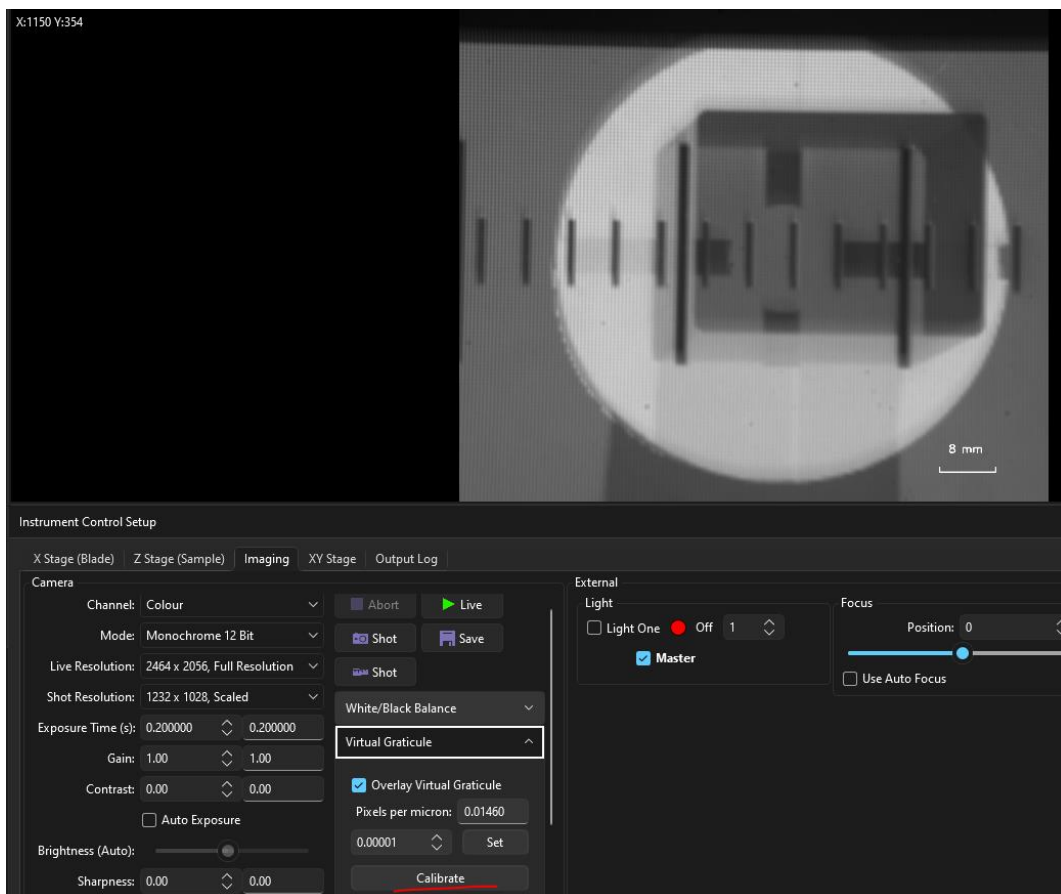 X:1150 Y:354
8 mm
Instrument Control Setup
X Stage (Blade) Z Stage (Sample) Imaging XY Stage Output Log
Camera
Channel: Colour
Mode: Monochrome 12 Bit
Live Resolution: 2464 x 2056, Full Resolution
Shot Resolution: 1232 x 1028, Scaled
Exposure Time (s): 0.200000 0.200000
Gain: 1.00 1.00
Contrast: 0.00 0.00
Auto Exposure
Brightness (Auto):
Sharpness: 0.00 0.00
Abort Live
Shot Save
Shot
White/Black Balance
Virtual Graticule
Overlay Virtual Graticule
Pixels per micron: 0.01460
0.00001 Set
Calibrate
External
Light
Light One Off 1
Master
Focus
Position: 0
Use Auto Focus